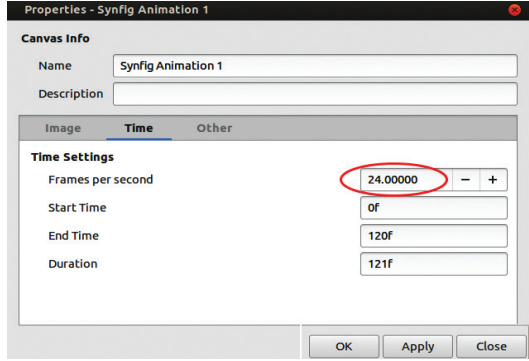 Properties - Synfig Animation 1
Canvas Info
Name Synfig Animation 1
Description
Image Time Other
Time Settings
Frames per second 24.00000 − +
Start Time 0f
End Time 120f
Duration 121f
OK Apply Close